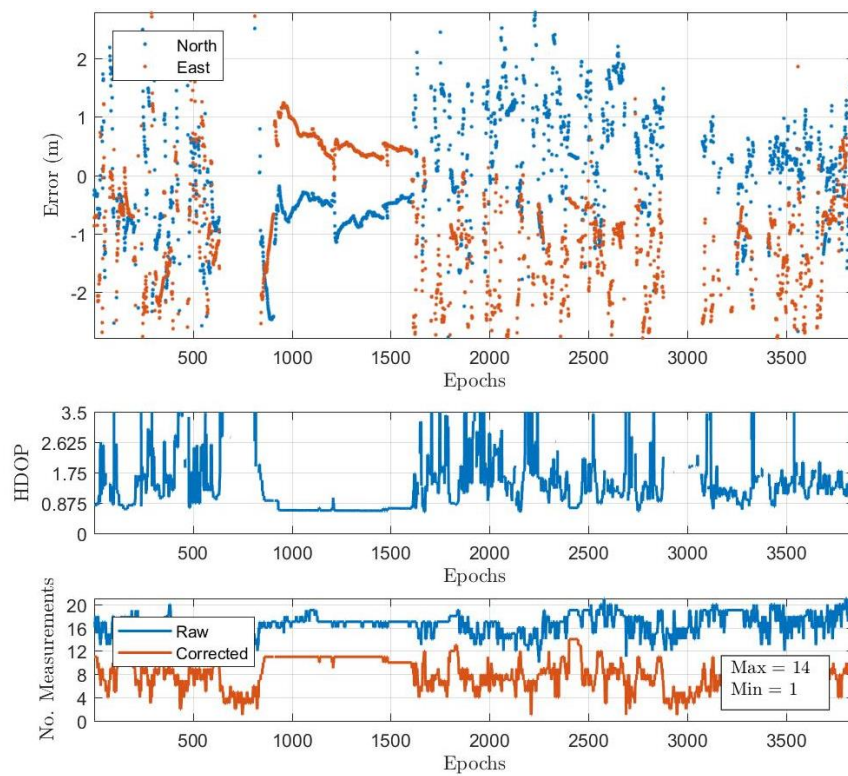 2
1
0
-1
-2
Error (m)
North
East
500 1000 1500 2000 2500 3000 3500
Epochs
3.5
2.625
1.75
0.875
0
HDOP
500 1000 1500 2000 2500 3000 3500
Epochs
20
16
12
8
4
0
No. Measurements
Raw
Corrected
Max = 14
Min = 1
500 1000 1500 2000 2500 3000 3500
Epochs